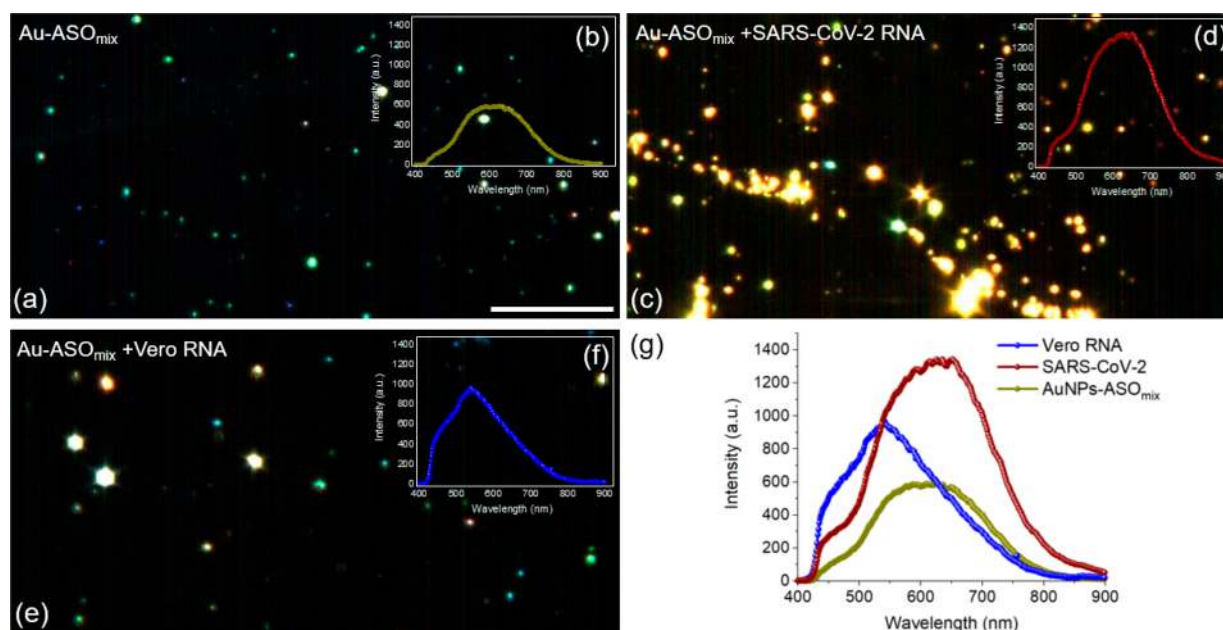 Au-ASOmix
(b)
1400
1200
1000
800
600
400
200
0
Intensity (a.u.)
400 500 600 700 800 900
Wavelength (nm)
(a)
Au-ASOmix +SARS-CoV-2 RNA
(d)
1400
1200
1000
800
600
400
200
0
Intensity (a.u.)
400 500 600 700 800 900
Wavelength (nm)
(c)
Au-ASOmix +Vero RNA
(f)
1400
1200
1000
800
600
400
200
0
Intensity (a.u.)
400 500 600 700 800 900
Wavelength (nm)
(e)
(g)
Vero RNA
SARS-CoV-2
AuNPs-ASOmix
1400
1200
1000
800
600
400
200
0
Intensity (a.u.)
400 500 600 700 800 900
Wavelength (nm)